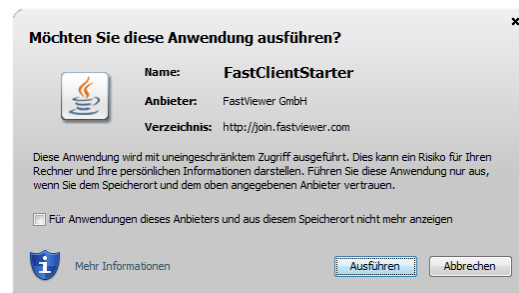 Möchten Sie diese Anwendung ausführen?
Name: FastClientStarter
Anbieter: FastViewer GmbH
Verzeichnis: http://join.fastviewer.com
Diese Anwendung wird mit uneingeschränktem Zugriff ausgeführt. Dies kann ein Risiko für Ihren
Rechner und Ihre persönlichen Informationen darstellen. Führen Sie diese Anwendung nur aus,
wenn Sie dem Speicherort und dem oben angegebenen Anbieter vertrauen.
Für Anwendungen dieses Anbieters und aus diesem Speicherort nicht mehr anzeigen
Mehr Informationen
Ausführen
Abbrechen